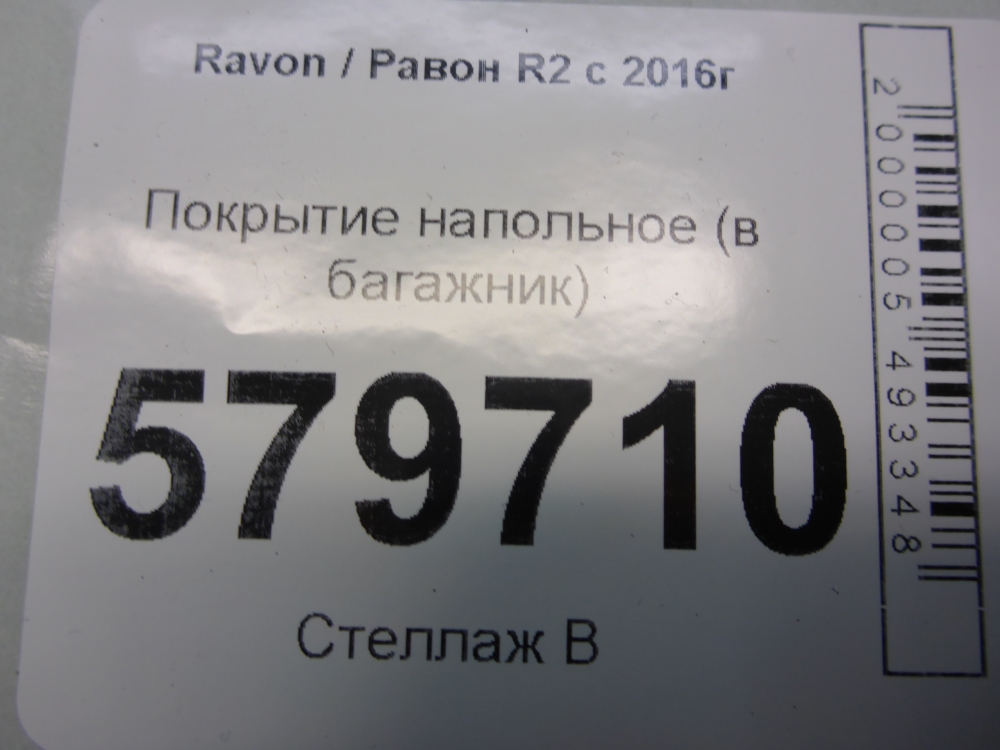 Ravon / Равон R2 с 2016г
Покрытие напольное (в
багажник)
579710
Стеллаж В
2000005493348